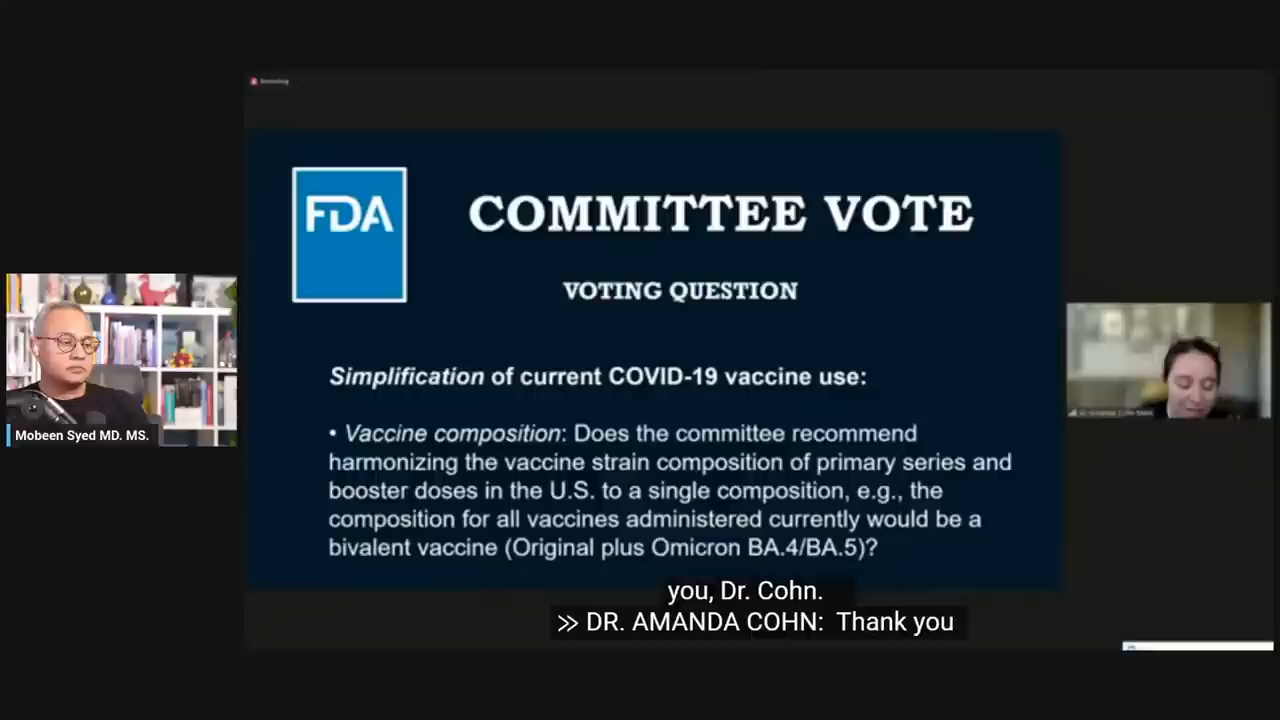 FDA
COMMITTEE VOTE
VOTING QUESTION
Simplification of current COVID-19 vaccine use:
• Vaccine composition: Does the committee recommend
harmonizing the vaccine strain composition of primary series and
booster doses in the U.S. to a single composition, e.g., the
composition for all vaccines administered currently would be a
bivalent vaccine (Original plus Omicron BA.4/BA.5)?
Mobeen Syed MD. MS.
you, Dr. Cohn.
>> DR. AMANDA COHN: Thank you